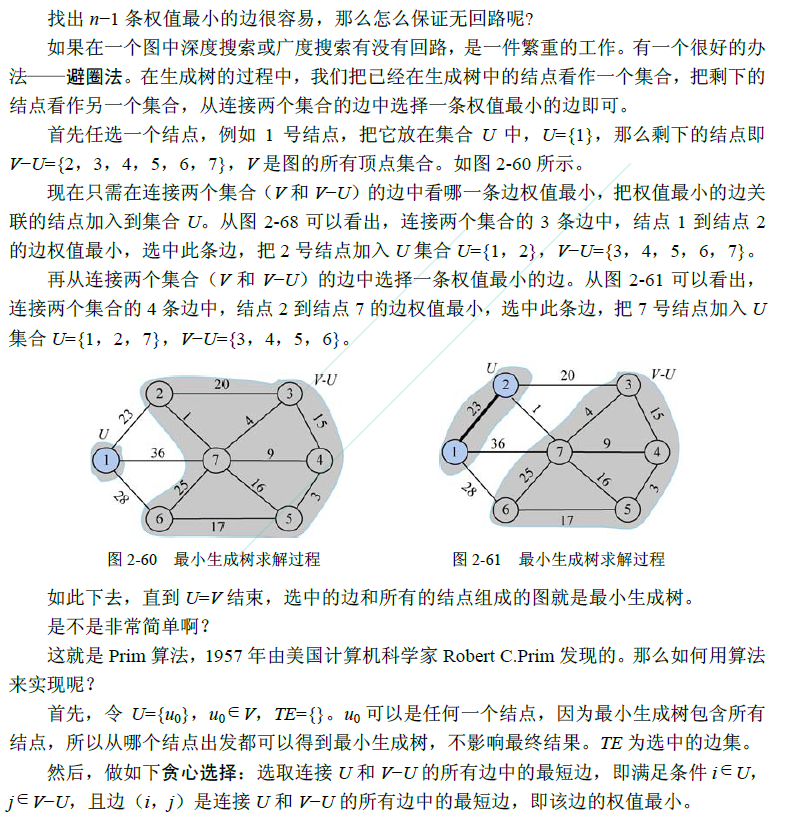 找出 n−1 条权值最小的边很容易，那么怎么保证无回路呢?
如果在一个图中深度搜索或广度搜索有没有回路，是一件繁重的工作。有一个很好的办
法——避圈法。在生成树的过程中，我们把已经在生成树中的结点看作一个集合，把剩下的
结点看作另一个集合，从连接两个集合的边中选择一条权值最小的边即可。
首先任选一个结点，例如 1 号结点，把它放在集合 U 中，U={1}，那么剩下的结点即
V−U={2，3，4，5，6，7}，V 是图的所有顶点集合。如图 2-60 所示。
现在只需在连接两个集合（V 和 V−U）的边中看哪一条边权值最小，把权值最小的边关
联的结点加入到集合 U。从图 2-68 可以看出，连接两个集合的 3 条边中，结点 1 到结点 2
的边权值最小，选中此条边，把 2 号结点加入 U 集合 U={1，2}，V−U={3，4，5，6，7}。
再从连接两个集合（V 和 V−U）的边中选择一条权值最小的边。从图 2-61 可以看出，
连接两个集合的 4 条边中，结点 2 到结点 7 的边权值最小，选中此条边，把 7 号结点加入 U
集合 U={1，2，7}，V−U={3，4，5，6}。
U
V-U
1
2
3
4
5
6
7
23
20
1
4
15
36
9
28
25
16
3
17
U
V-U
1
2
3
4
5
6
7
23
20
1
4
15
36
9
28
25
16
3
17
图 2-60 最小生成树求解过程
图 2-61 最小生成树求解过程
如此下去，直到 U=V 结束，选中的边和所有的结点组成的图就是最小生成树。
是不是非常简单啊？
这就是 Prim 算法，1957 年由美国计算机科学家 Robert C.Prim 发现的。那么如何用算法
来实现呢？
首先，令 U={u₀}，u₀∈V，TE={}。u₀ 可以是任何一个结点，因为最小生成树包含所有
结点，所以从哪个结点出发都可以得到最小生成树，不影响最终结果。TE 为选中的边集。
然后，做如下贪心选择：选取连接 U 和 V−U 的所有边中的最短边，即满足条件 i∈U，
j∈V−U，且边（i，j）是连接 U 和 V−U 的所有边中的最短边，即该边的权值最小。